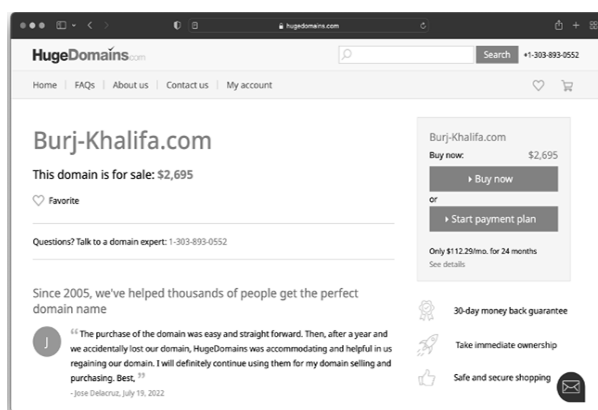 hugedomains.com
HugeDomains.com
Search
+1-303-893-0552
Home
FAQs
About us
Contact us
My account
Burj-Khalifa.com
This domain is for sale: $2,695
Favorite
Questions? Talk to a domain expert: 1-303-893-0552
Since 2005, we've helped thousands of people get the perfect
domain name
J
“ The purchase of the domain was easy and straight forward. Then, after a year and
we accidentally lost our domain, HugeDomains was accommodating and helpful in us
regaining our domain. I will definitely continue using them for my domain selling and
purchasing. Best, ”
- Jose Delacruz, July 19, 2022
Burj-Khalifa.com
Buy now: $2,695
Buy now
or
Start payment plan
Only $112.29/mo. for 24 months
See details
30-day money back guarantee
Take immediate ownership
Safe and secure shopping